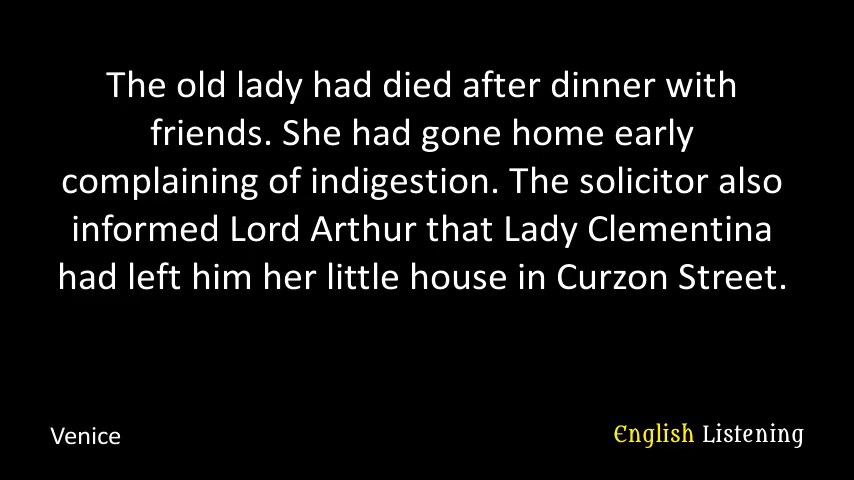 The old lady had died after dinner with
friends. She had gone home early
complaining of indigestion. The solicitor also
informed Lord Arthur that Lady Clementina
had left him her little house in Curzon Street.
Venice
English Listening